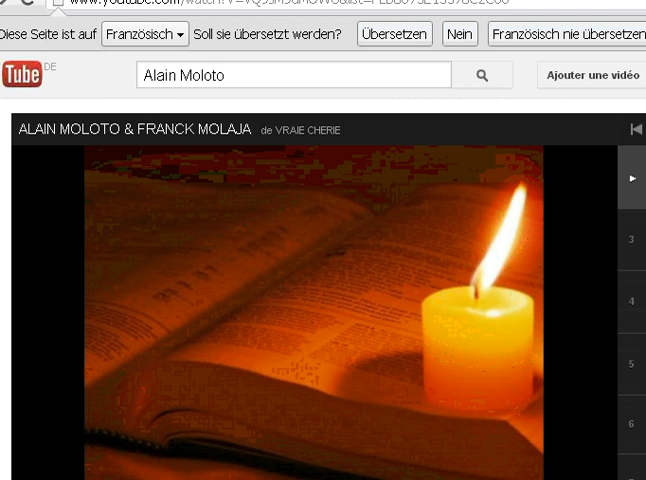 Diese Seite ist auf Französisch Soll sie übersetzt werden? Übersetzen Nein Französisch nie übersetzen
Tube DE Alain Moloto Ajouter une vidéo
ALAIN MOLOTO & FRANCK MOLAJA de VRAIE CHERIE
3
4
5
6